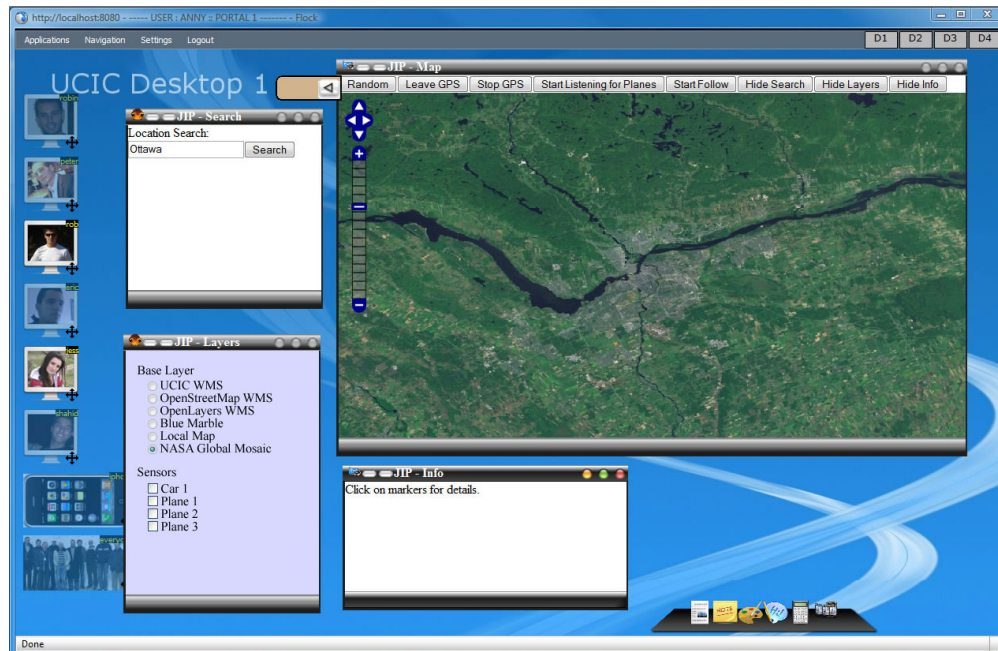 http://localhost:8080 - ----- USER : ANNY :: PORTAL 1 -------- - Flock
Applications Navigation Settings Logout
D1 D2 D3 D4
UCIC Desktop 1
JIP - Map
Random Leave GPS Stop GPS Start Listening for Planes Start Follow Hide Search Hide Layers Hide Info
robin
JIP - Search
Location Search:
Ottawa Search
peter
rob
eric
JIP - Layers
Base Layer
UCIC WMS
OpenStreetMap WMS
OpenLayers WMS
Blue Marble
Local Map
NASA Global Mosaic
Sensors
Car 1
Plane 1
Plane 2
Plane 3
shahid
JIP - Info
Click on markers for details.
everyo
NOTE
Hi!
Done